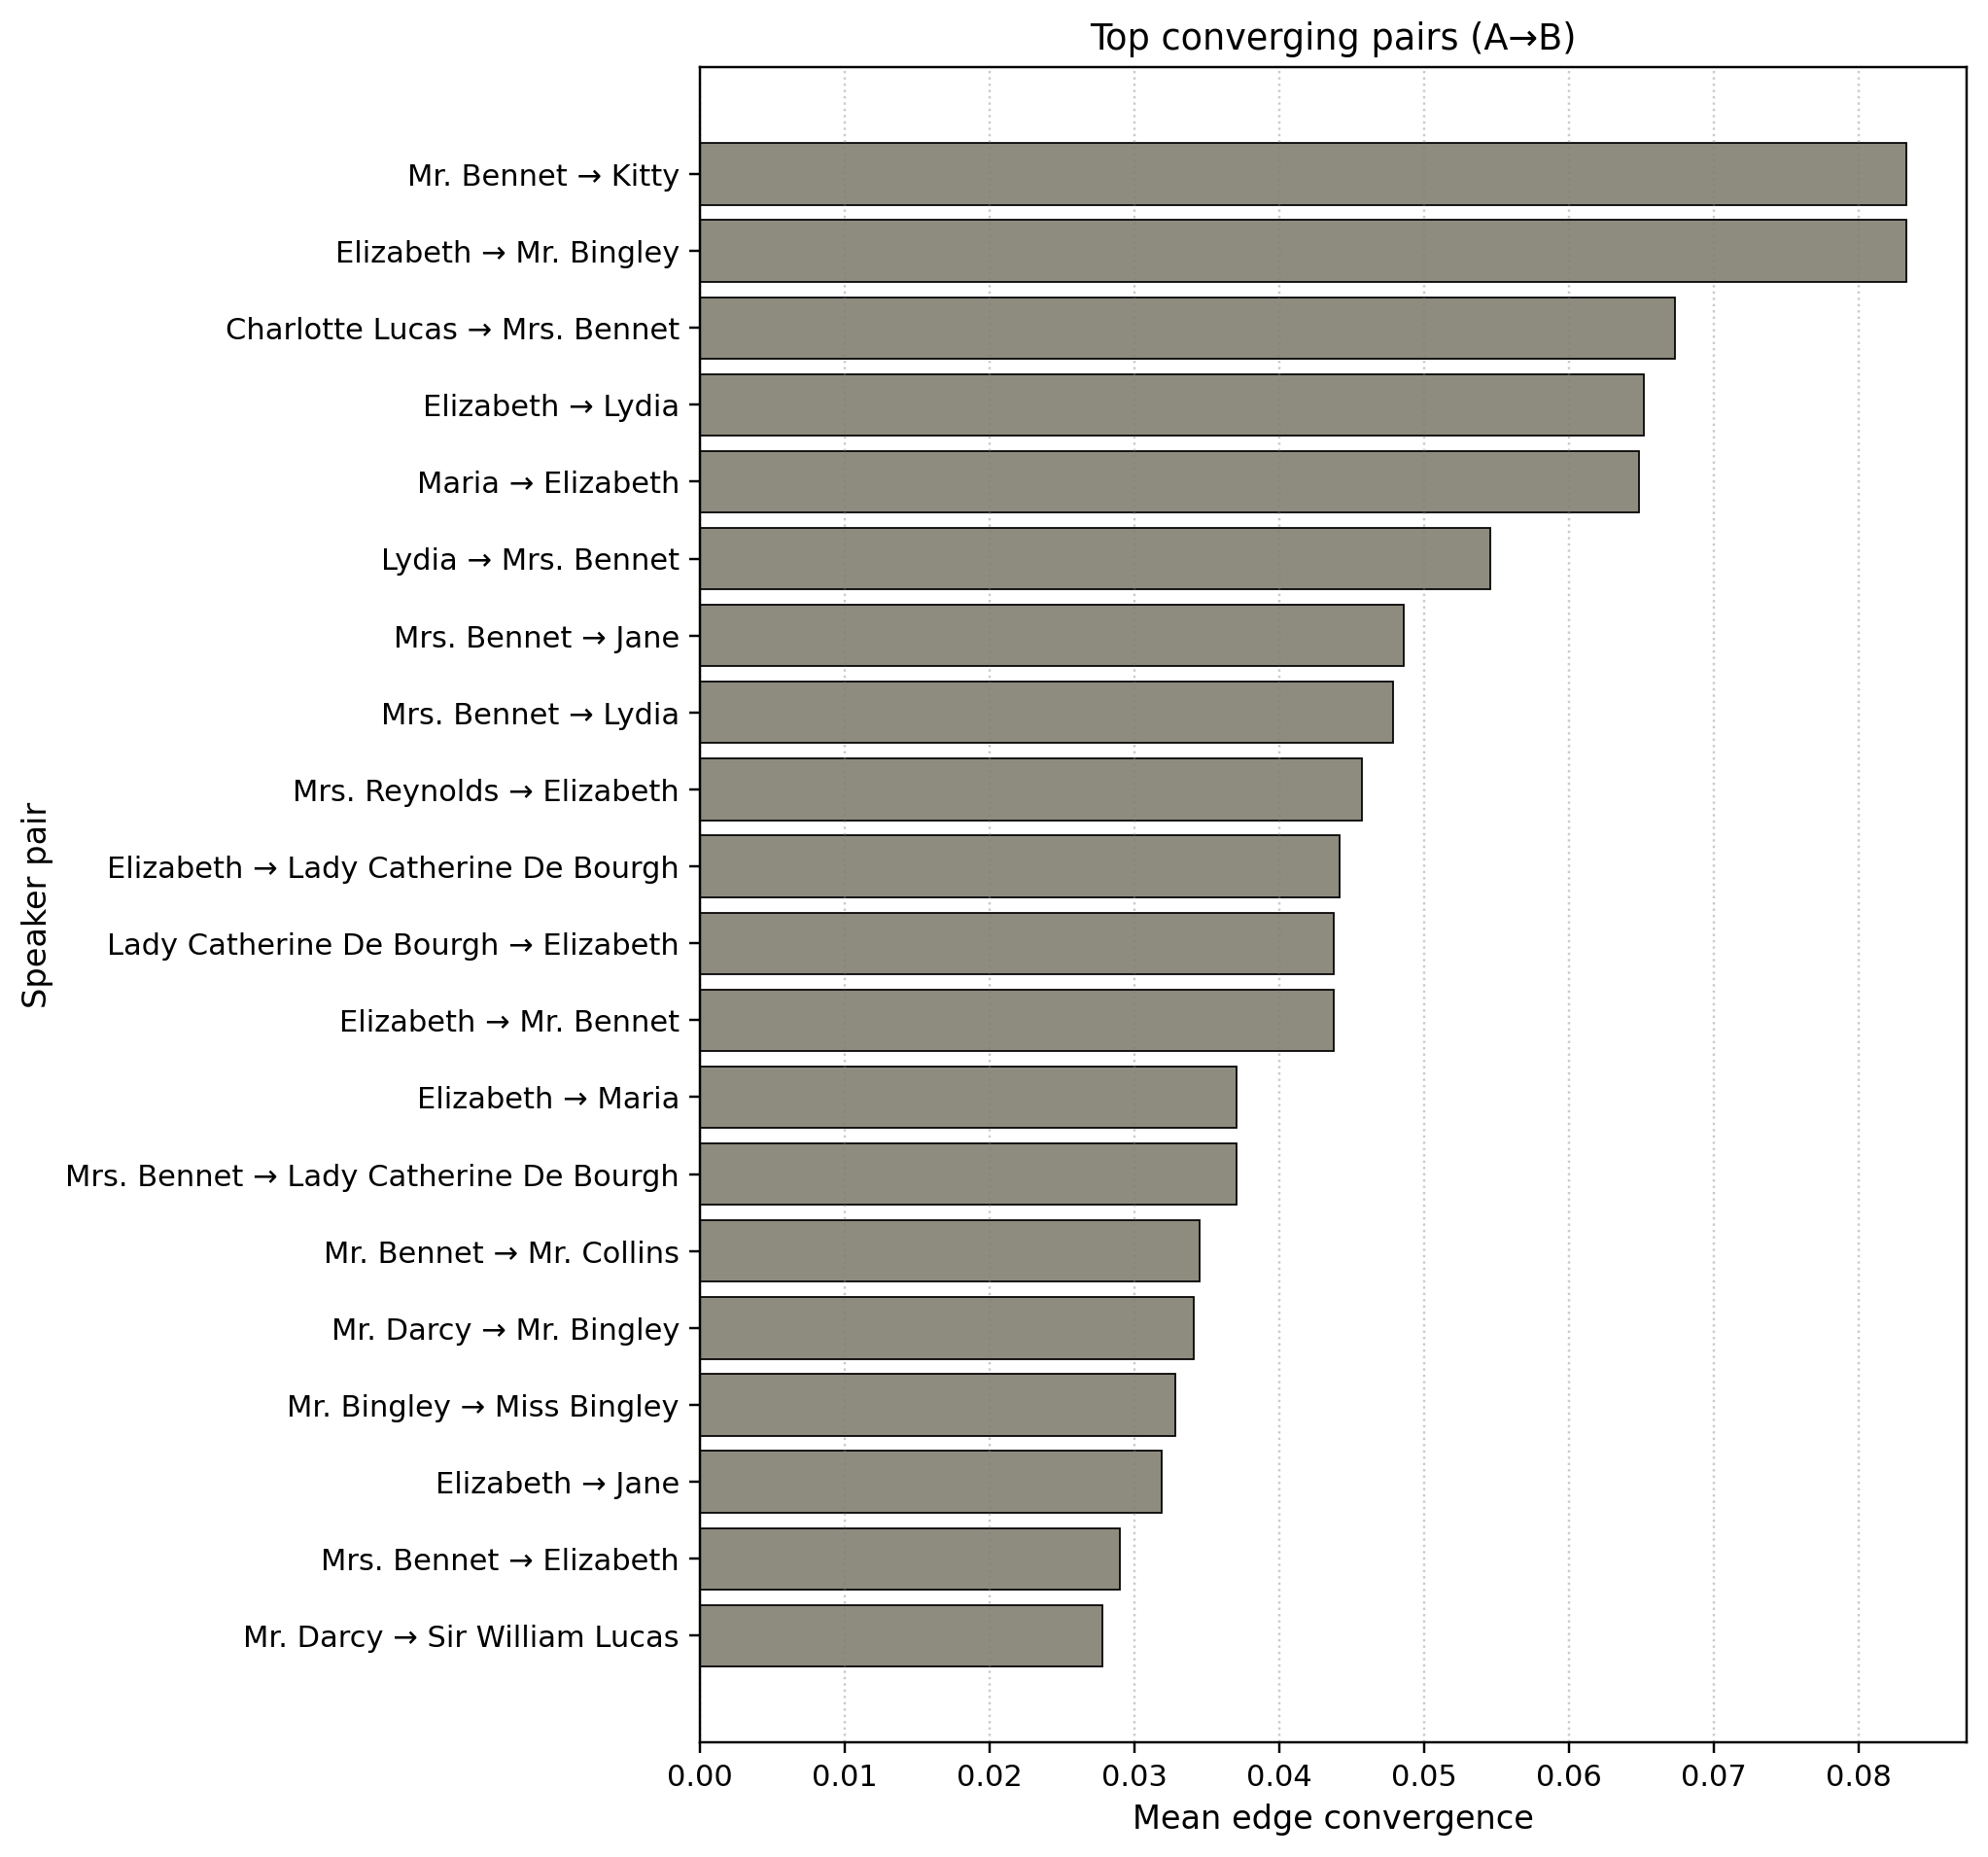 Top converging pairs (A→B)
Speaker pair
Mr. Bennet → Kitty
Elizabeth → Mr. Bingley
Charlotte Lucas → Mrs. Bennet
Elizabeth → Lydia
Maria → Elizabeth
Lydia → Mrs. Bennet
Mrs. Bennet → Jane
Mrs. Bennet → Lydia
Mrs. Reynolds → Elizabeth
Elizabeth → Lady Catherine De Bourgh
Lady Catherine De Bourgh → Elizabeth
Elizabeth → Mr. Bennet
Elizabeth → Maria
Mrs. Bennet → Lady Catherine De Bourgh
Mr. Bennet → Mr. Collins
Mr. Darcy → Mr. Bingley
Mr. Bingley → Miss Bingley
Elizabeth → Jane
Mrs. Bennet → Elizabeth
Mr. Darcy → Sir William Lucas
0.00 0.01 0.02 0.03 0.04 0.05 0.06 0.07 0.08
Mean edge convergence